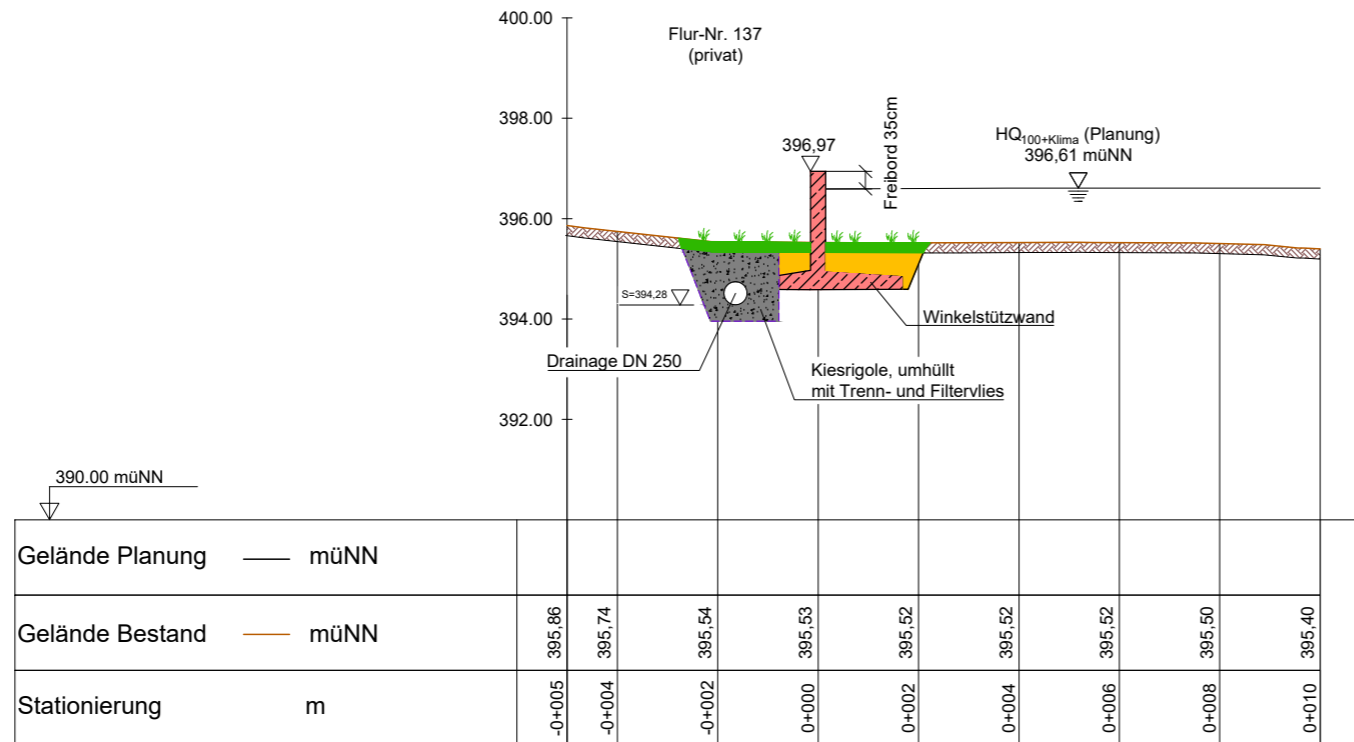 400.00
Flur-Nr. 137
(privat)
398.00
396,97
Freibord 35cm
HQ100+Klima (Planung)
396,61 müNN
396.00
S=394,28
394.00
Winkelstützwand
Drainage DN 250
Kiesrigole, umhüllt
mit Trenn- und Filtervlies
392.00
390.00 müNN
Gelände Planung müNN
Gelände Bestand müNN 395,86 395,74 395,54 395,53 395,52 395,52 395,52 395,50 395,40
Stationierung m -0+005 -0+004 -0+002 0+000 0+002 0+004 0+006 0+008 0+010